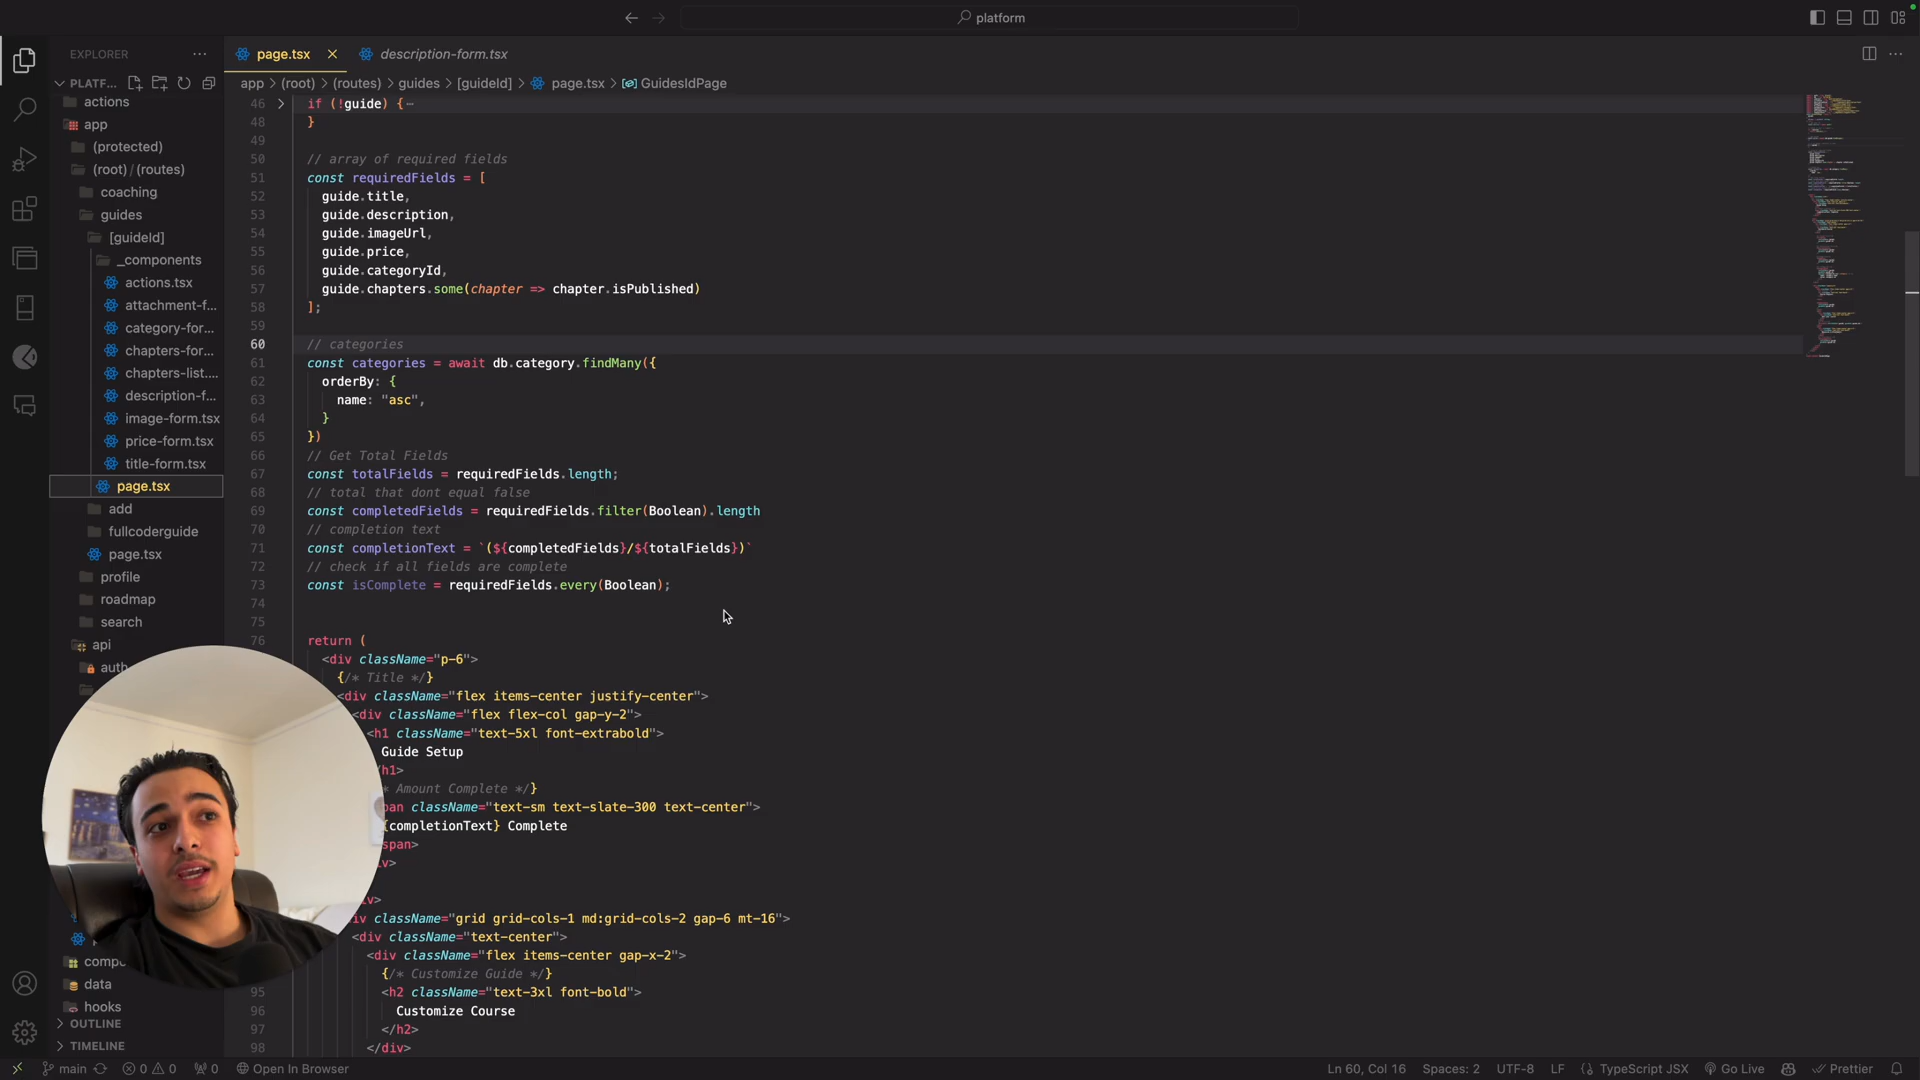 platform
EXPLORER
page.tsx
description-form.tsx
PLATF...
app > (root) > (routes) > guides > [guideId] > page.tsx > GuidesIdPage
actions
app
(protected)
(root) / (routes)
coaching
guides
[guideId]
_components
actions.tsx
attachment-f...
category-for...
chapters-for...
chapters-list....
description-f...
image-form.tsx
price-form.tsx
title-form.tsx
page.tsx
add
fullcoderguide
page.tsx
profile
roadmap
search
api
auth
compo
data
hooks
OUTLINE
TIMELINE
46 if (!guide) {
48 }
49
50 // array of required fields
51 const requiredFields = [
52 guide.title,
53 guide.description,
54 guide.imageUrl,
55 guide.price,
56 guide.categoryId,
57 guide.chapters.some(chapter => chapter.isPublished)
58 ];
59
60 // categories
61 const categories = await db.category.findMany({
62 orderBy: {
63 name: "asc",
64 }
65 })
66 // Get Total Fields
67 const totalFields = requiredFields.length;
68 // total that dont equal false
69 const completedFields = requiredFields.filter(Boolean).length
70 // completion text
71 const completionText = `(${completedFields}/${totalFields})`
72 // check if all fields are complete
73 const isComplete = requiredFields.every(Boolean);
74
75
76 return (
<div className="p-6">
{/* Title */}
<div className="flex items-center justify-center">
<div className="flex flex-col gap-y-2">
<h1 className="text-5xl font-extrabold">
Guide Setup
/h1>
* Amount Complete */}
pan className="text-sm text-slate-300 text-center">
{completionText} Complete
span>
v>
v>
iv className="grid grid-cols-1 md:grid-cols-2 gap-6 mt-16">
<div className="text-center">
<div className="flex items-center gap-x-2">
{/* Customize Guide */}
95 <h2 className="text-3xl font-bold">
96 Customize Course
97 </h2>
98 </div>
main 0 0 0 Open In Browser
Ln 60, Col 16 Spaces: 2 UTF-8 LF TypeScript JSX Go Live Prettier